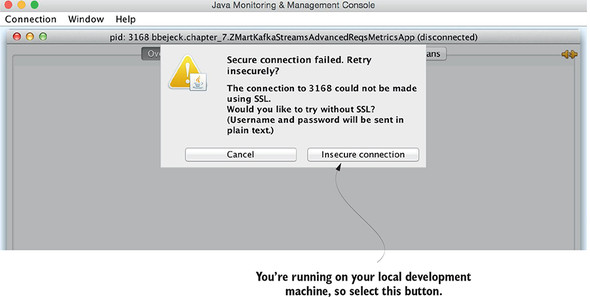 Java Monitoring & Management Console
Connection Window Help
pid: 3168 bbejeck.chapter_7.ZMartKafkaStreamsAdvancedReqsMetricsApp (disconnected)
Secure connection failed. Retry
insecurely?
The connection to 3168 could not be made
using SSL.
Would you like to try without SSL?
(Username and password will be sent in
plain text.)
Cancel Insecure connection
You're running on your local development
machine, so select this button.